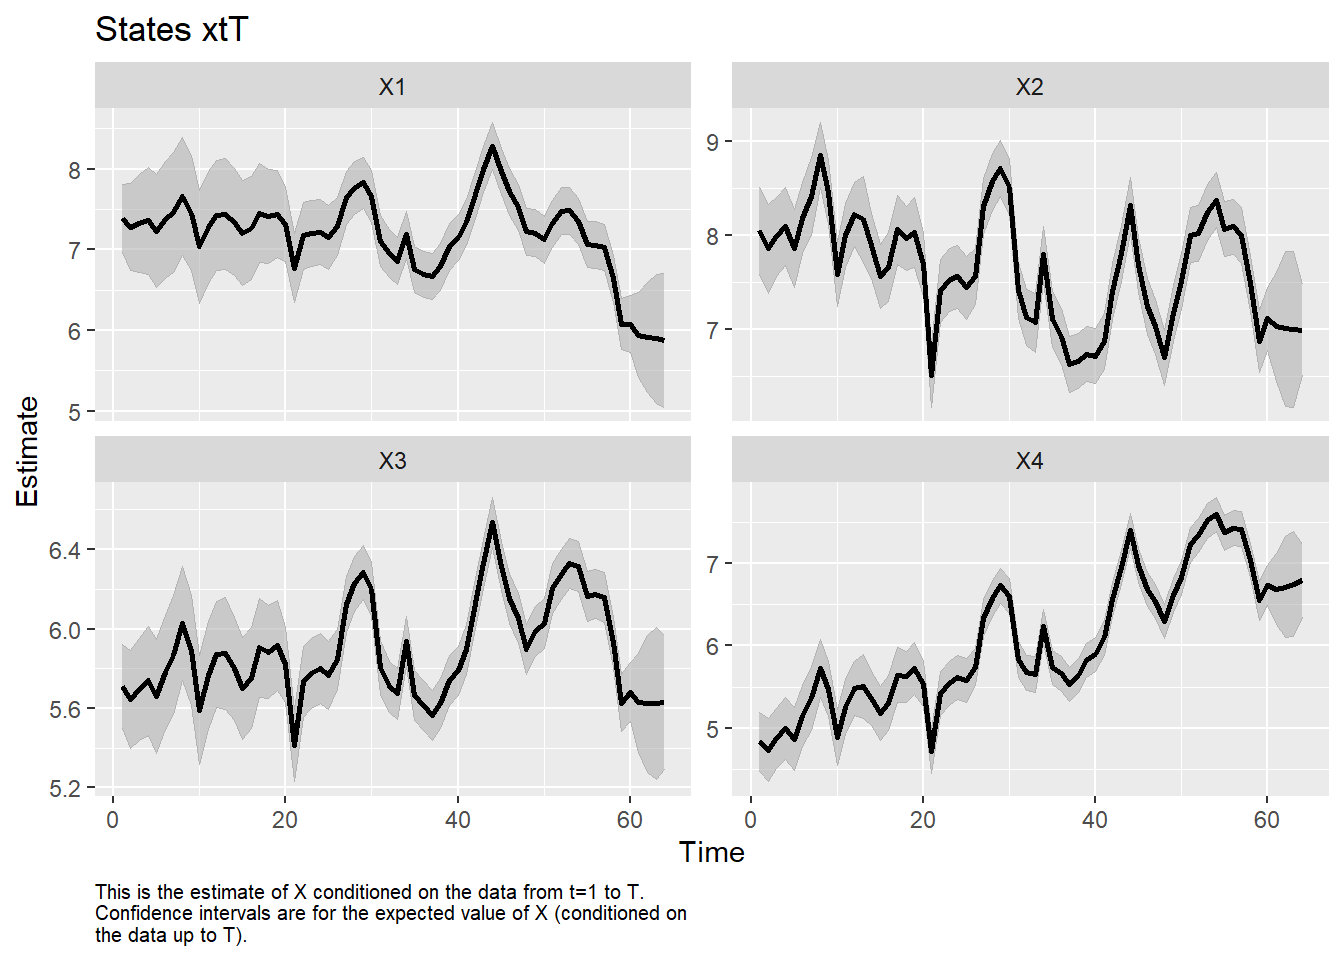 States xtT
X1
X2
8
7
6
5
9
8
7
Estimate
X3
X4
6.4
6.0
5.6
5.2
7
6
5
0 20 40 60
0 20 40 60
Time
This is the estimate of X conditioned on the data from t=1 to T.
Confidence intervals are for the expected value of X (conditioned on
the data up to T).